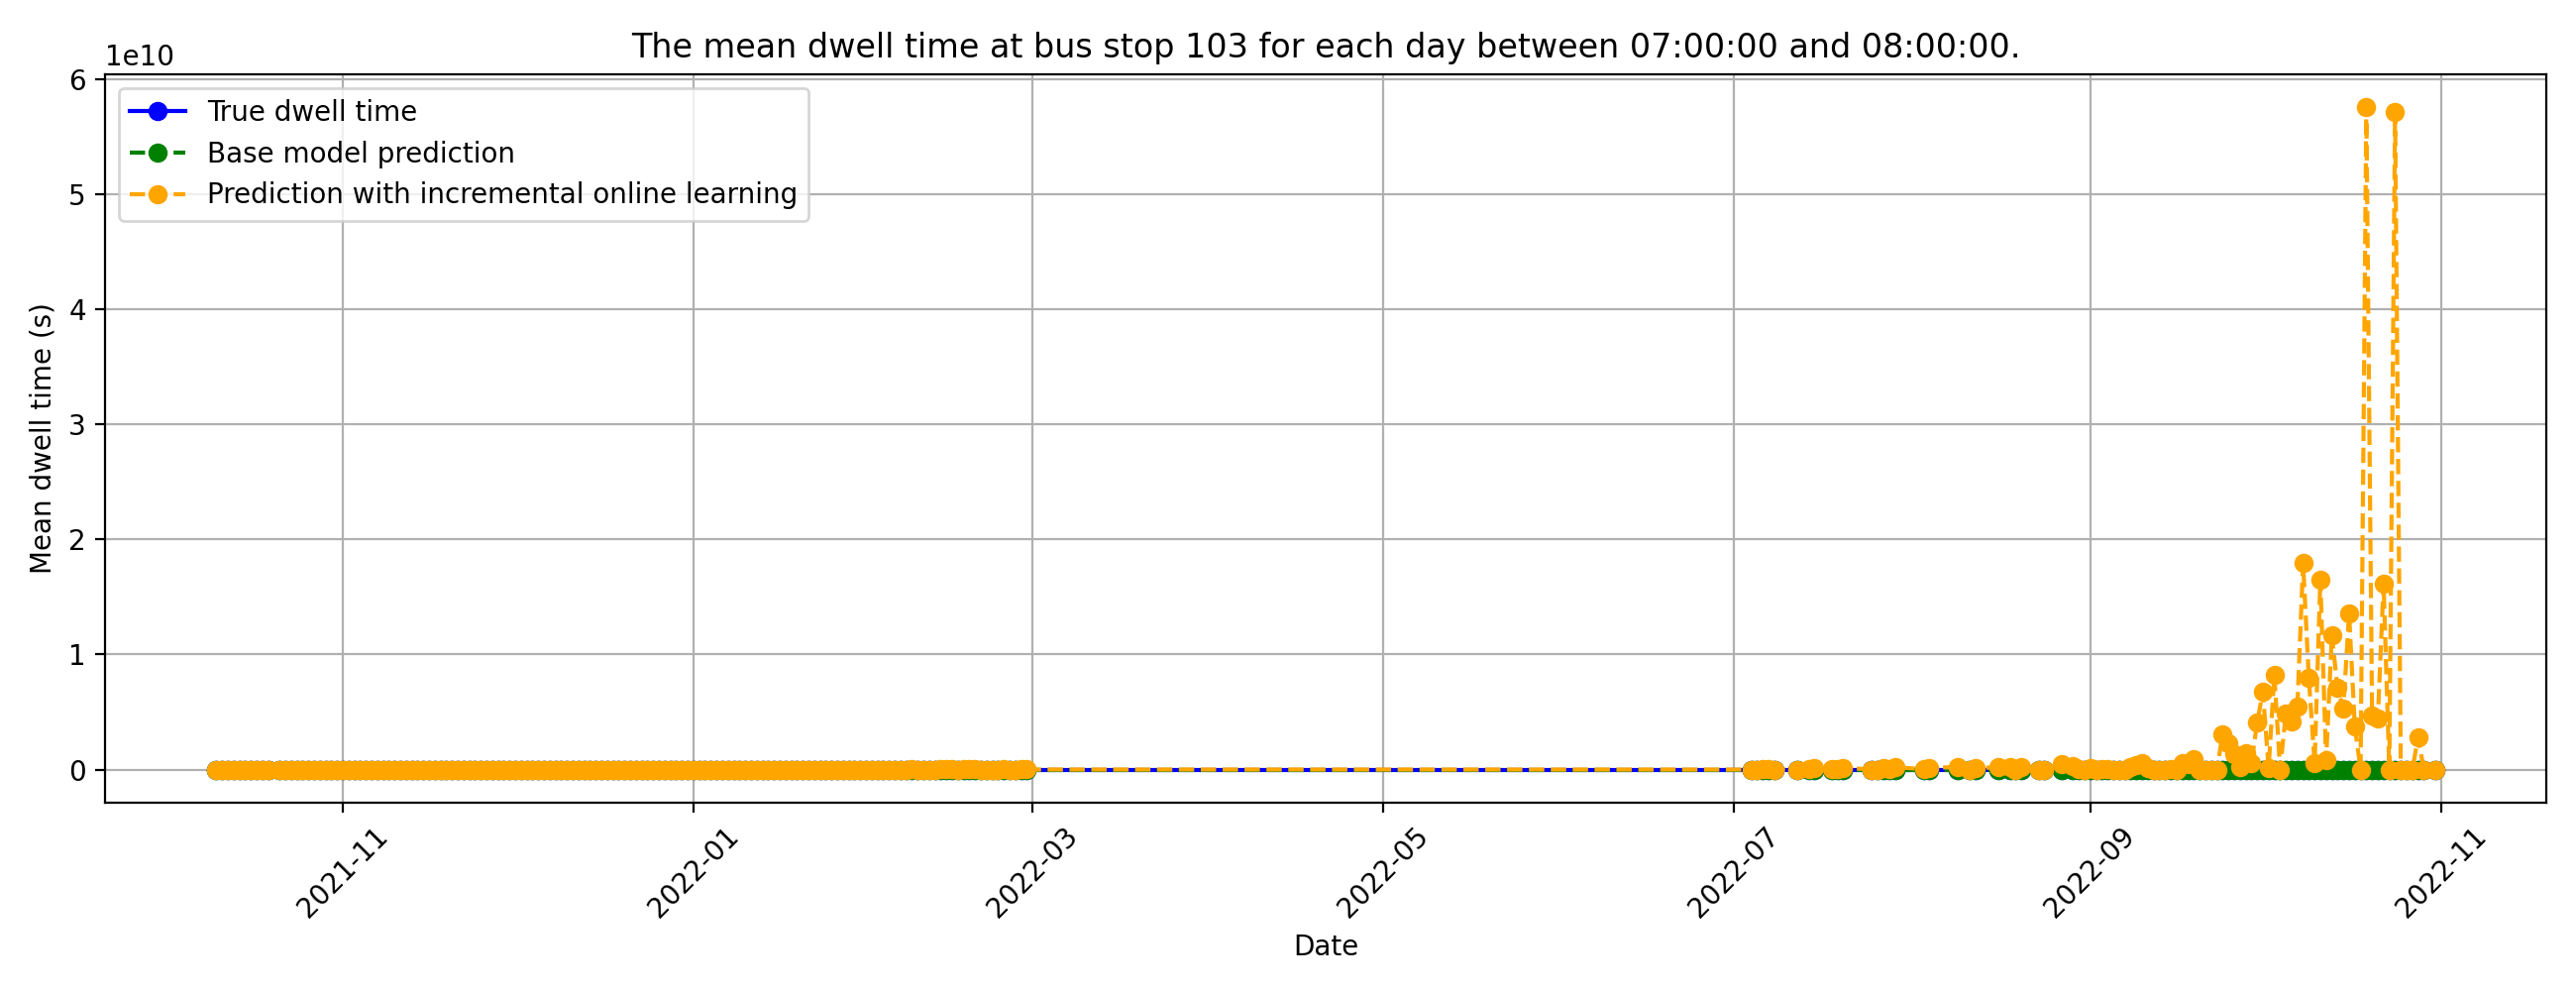 The mean dwell time at bus stop 103 for each day between 07:00:00 and 08:00:00.
1e10
6
5
4
3
2
1
0
Mean dwell time (s)
True dwell time
Base model prediction
Prediction with incremental online learning
2021-11
2022-01
2022-03
2022-05
2022-07
2022-09
2022-11
Date